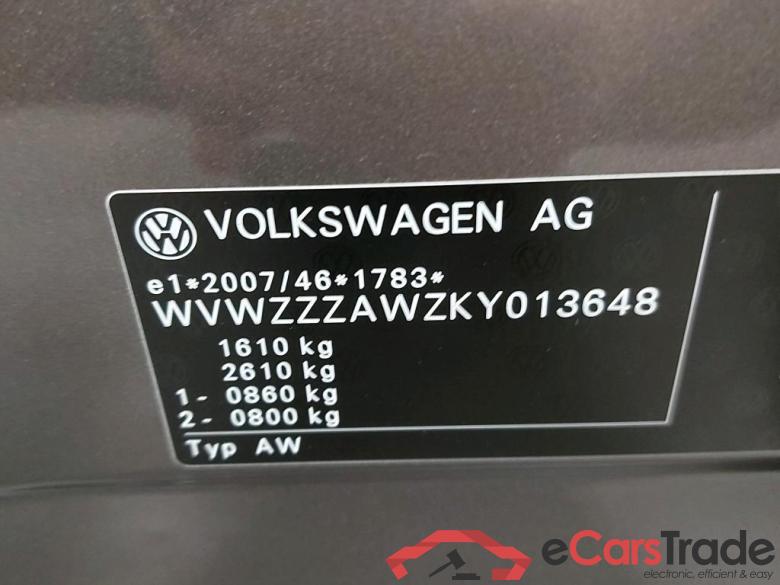 VOLKSWAGEN AG
e1*2007/46*1783*
WVWZZZAWZKY013648
1610 kg
2610 kg
1- 0860 kg
2- 0800 kg
Typ AW
eCarsTrade
electronic, efficient & easy